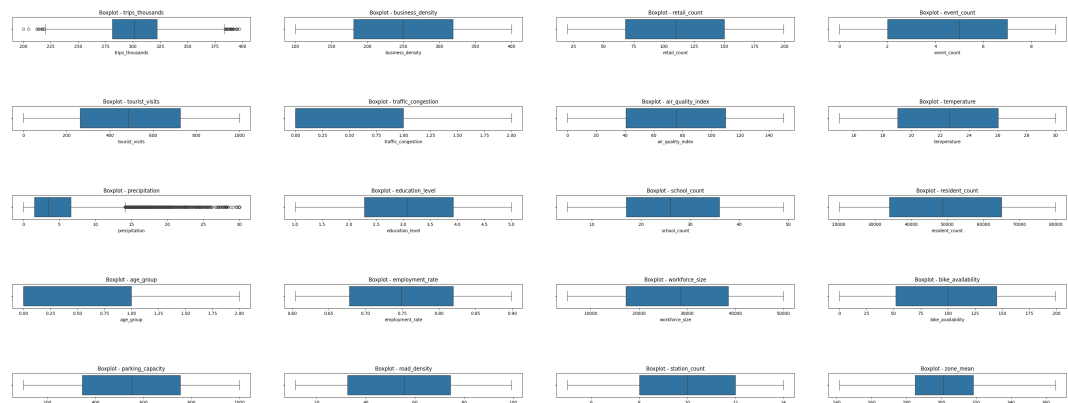 Boxplot - trips_thousands
Boxplot - business_density
Boxplot - retail_count
Boxplot - event_count
200 225 250 275 300 325 350 375 400
100 150 200 250 300 350 400
25 50 75 100 125 150 175 200
0 2 4 6 8
trips_thousands
business_density
retail_count
event_count
Boxplot - tourist_visits
Boxplot - traffic_congestion
Boxplot - air_quality_index
Boxplot - temperature
0 200 400 600 800 1000
0.00 0.25 0.50 0.75 1.00 1.25 1.50 1.75 2.00
0 20 40 60 80 100 120 140
16 18 20 22 24 26 28 30
tourist_visits
traffic_congestion
air_quality_index
temperature
Boxplot - precipitation
Boxplot - education_level
Boxplot - school_count
Boxplot - resident_count
0 5 10 15 20 25 30
1.0 1.5 2.0 2.5 3.0 3.5 4.0 4.5 5.0
10 20 30 40 50
20000 30000 40000 50000 60000 70000 80000
precipitation
education_level
school_count
resident_count
Boxplot - age_group
Boxplot - employment_rate
Boxplot - workforce_size
Boxplot - bike_availability
0.00 0.25 0.50 0.75 1.00 1.25 1.50 1.75 2.00
0.60 0.65 0.70 0.75 0.80 0.85 0.90
10000 20000 30000 40000 50000
0 25 50 75 100 125 150 175 200
age_group
employment_rate
workforce_size
bike_availability
Boxplot - parking_capacity
Boxplot - road_density
Boxplot - station_count
Boxplot - zone_mean